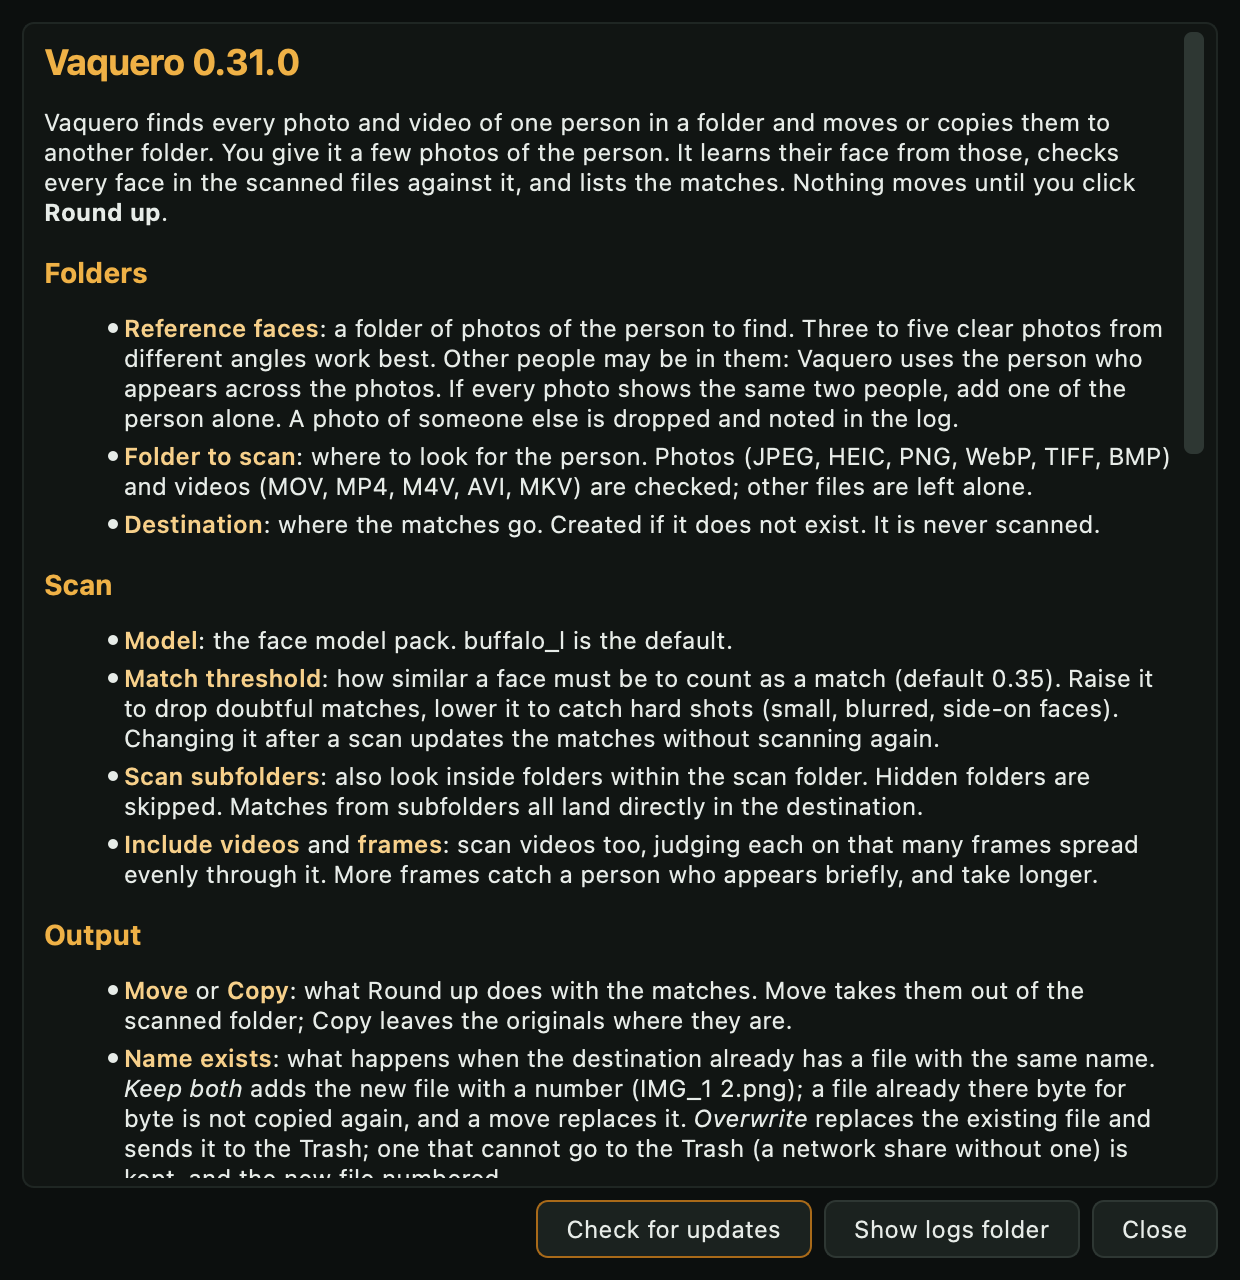 Vaquero 0.31.0
Vaquero finds every photo and video of one person in a folder and moves or copies them to
another folder. You give it a few photos of the person. It learns their face from those, checks
every face in the scanned files against it, and lists the matches. Nothing moves until you click
Round up.
Folders
• Reference faces: a folder of photos of the person to find. Three to five clear photos from
different angles work best. Other people may be in them: Vaquero uses the person who
appears across the photos. If every photo shows the same two people, add one of the
person alone. A photo of someone else is dropped and noted in the log.
• Folder to scan: where to look for the person. Photos (JPEG, HEIC, PNG, WebP, TIFF, BMP)
and videos (MOV, MP4, M4V, AVI, MKV) are checked; other files are left alone.
• Destination: where the matches go. Created if it does not exist. It is never scanned.
Scan
• Model: the face model pack. buffalo_l is the default.
• Match threshold: how similar a face must be to count as a match (default 0.35). Raise it
to drop doubtful matches, lower it to catch hard shots (small, blurred, side-on faces).
Changing it after a scan updates the matches without scanning again.
• Scan subfolders: also look inside folders within the scan folder. Hidden folders are
skipped. Matches from subfolders all land directly in the destination.
• Include videos and frames: scan videos too, judging each on that many frames spread
evenly through it. More frames catch a person who appears briefly, and take longer.
Output
• Move or Copy: what Round up does with the matches. Move takes them out of the
scanned folder; Copy leaves the originals where they are.
• Name exists: what happens when the destination already has a file with the same name.
Keep both adds the new file with a number (IMG_1 2.png); a file already there byte for
byte is not copied again, and a move replaces it. Overwrite replaces the existing file and
sends it to the Trash; one that cannot go to the Trash (a network share without one) is
kept, and the new file numbered.
Check for updates
Show logs folder
Close